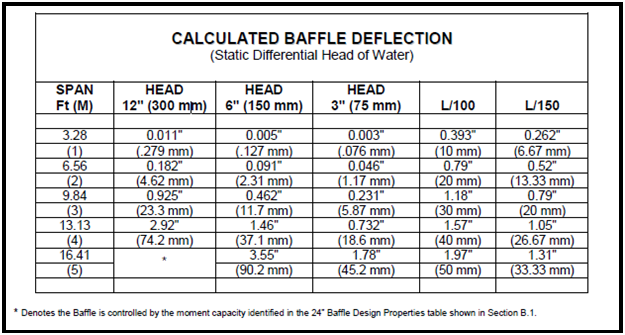 CALCULATED BAFFLE DEFLECTION
(Static Differential Head of Water)
SPAN HEAD HEAD HEAD
Ft (M) 12" (300 mm) 6" (150 mm) 3" (75 mm) L/100 L/150
3.28 0.011" 0.005" 0.003" 0.393" 0.262"
(1) (.279 mm) (.127 mm) (.076 mm) (10 mm) (6.67 mm)
6.56 0.182" 0.091" 0.046" 0.79" 0.52"
(2) (4.62 mm) (2.31 mm) (1.17 mm) (20 mm) (13.33 mm)
9.84 0.925" 0.462" 0.231" 1.18" 0.79"
(3) (23.3 mm) (11.7 mm) (5.87 mm) (30 mm) (20 mm)
13.13 2.92" 1.46" 0.732" 1.57" 1.05"
(4) (74.2 mm) (37.1 mm) (18.6 mm) (40 mm) (26.67 mm)
16.41 * 3.55" 1.78" 1.97" 1.31"
(5) (90.2 mm) (45.2 mm) (50 mm) (33.33 mm)
* Denotes the Baffle is controlled by the moment capacity identified in the 24" Baffle Design Properties table shown in Section B.1.